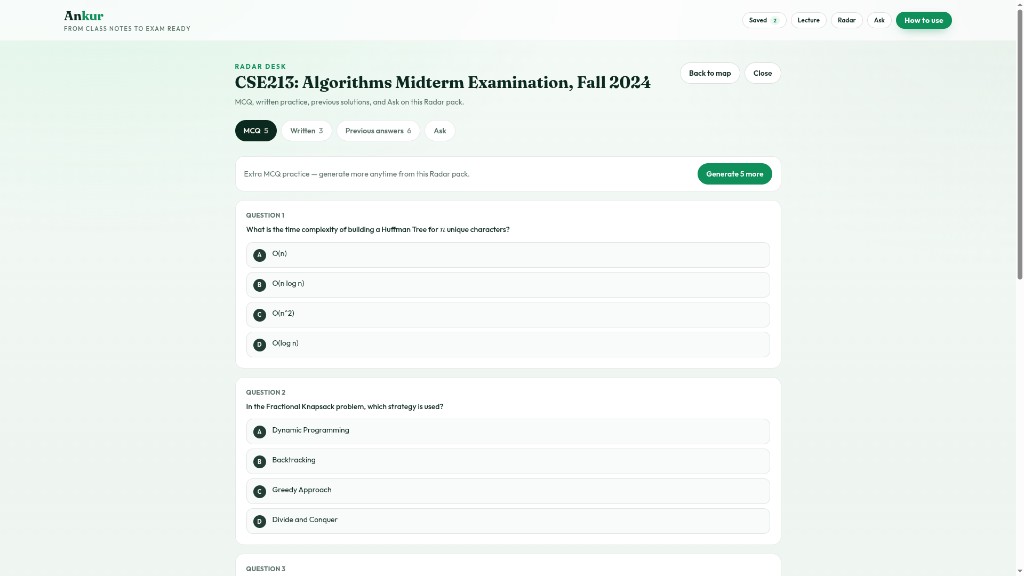 Ankur
FROM CLASS NOTES TO EXAM READY
Saved 2
Lecture
Radar
Ask
How to use
RADAR DESK
CSE213: Algorithms Midterm Examination, Fall 2024
MCQ, written practice, previous solutions, and Ask on this Radar pack.
Back to map
Close
MCQ 5
Written 3
Previous answers 6
Ask
Extra MCQ practice — generate more anytime from this Radar pack.
Generate 5 more
QUESTION 1
What is the time complexity of building a Huffman Tree for n unique characters?
A O(n)
B O(n log n)
C O(n^2)
D O(log n)
QUESTION 2
In the Fractional Knapsack problem, which strategy is used?
A Dynamic Programming
B Backtracking
C Greedy Approach
D Divide and Conquer
QUESTION 3